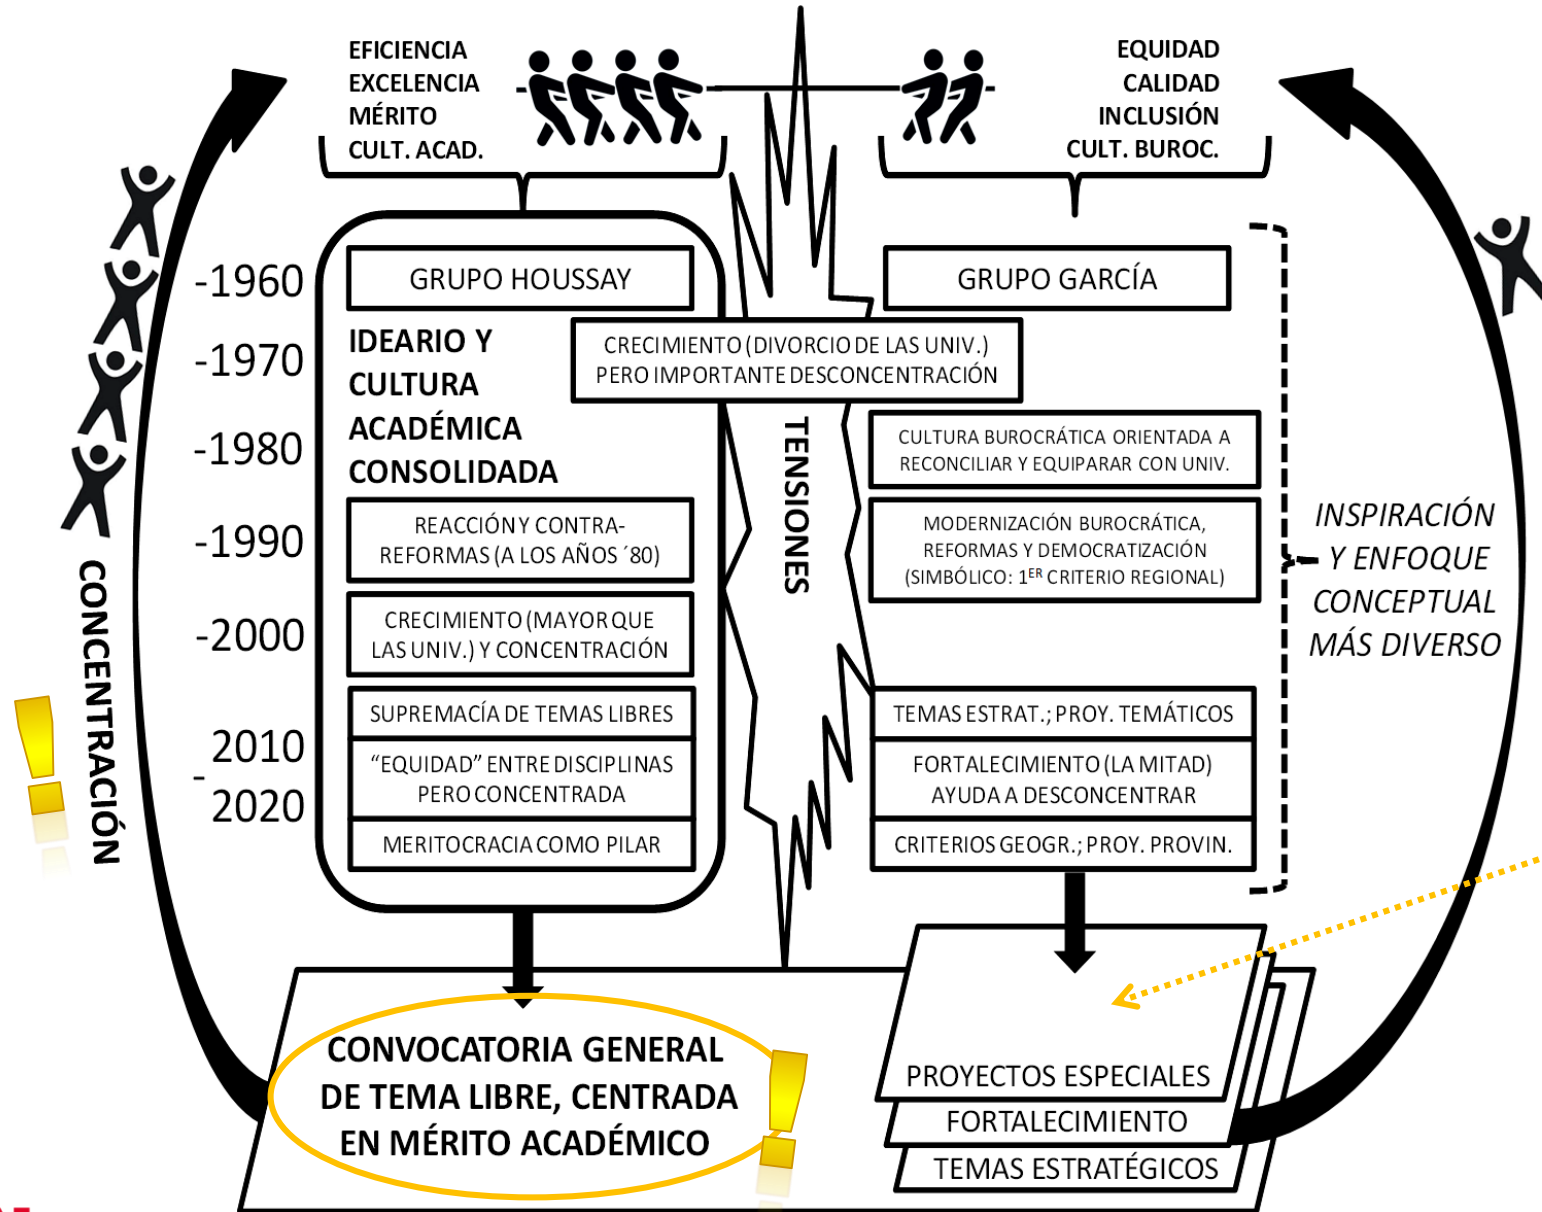 EFICIENCIA
EXCELENCIA
MÉRITO
CULT. ACAD.
EQUIDAD
CALIDAD
INCLUSIÓN
CULT. BUROC.
-1960
-1970
-1980
-1990
-2000
2010
-
2020
CONCENTRACIÓN
GRUPO HOUSSAY
IDEARIO Y
CULTURA
ACADÉMICA
CONSOLIDADA
CRECIMIENTO (DIVORCIO DE LAS UNIV.)
PERO IMPORTANTE DESCONCENTRACIÓN
REACCIÓN Y CONTRA-
REFORMAS (A LOS AÑOS ´80)
CRECIMIENTO (MAYOR QUE
LAS UNIV.) Y CONCENTRACIÓN
SUPREMACÍA DE TEMAS LIBRES
“EQUIDAD” ENTRE DISCIPLINAS
PERO CONCENTRADA
MERITOCRACIA COMO PILAR
TENSIONES
GRUPO GARCÍA
CULTURA BUROCRÁTICA ORIENTADA A
RECONCILIAR Y EQUIPARAR CON UNIV.
MODERNIZACIÓN BUROCRÁTICA,
REFORMAS Y DEMOCRATIZACIÓN
(SIMBÓLICO: 1ER CRITERIO REGIONAL)
TEMAS ESTRAT.; PROY. TEMÁTICOS
FORTALECIMIENTO (LA MITAD)
AYUDA A DESCONCENTRAR
CRITERIOS GEOGR.; PROY. PROVIN.
INSPIRACIÓN
Y ENFOQUE
CONCEPTUAL
MÁS DIVERSO
CONVOCATORIA GENERAL
DE TEMA LIBRE, CENTRADA
EN MÉRITO ACADÉMICO
PROYECTOS ESPECIALES
FORTALECIMIENTO
TEMAS ESTRATÉGICOS